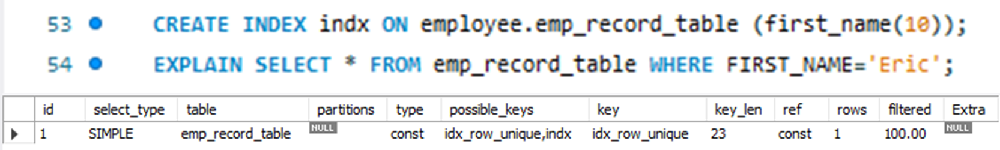 53 CREATE INDEX indx ON employee.emp_record_table (first_name(10));
54 EXPLAIN SELECT * FROM emp_record_table WHERE FIRST_NAME='Eric';
id select_type table partitions type possible_keys key key_len ref rows filtered Extra
1 SIMPLE emp_record_table NULL const idx_row_unique,indx idx_row_unique 23 const 1 100.00 NULL